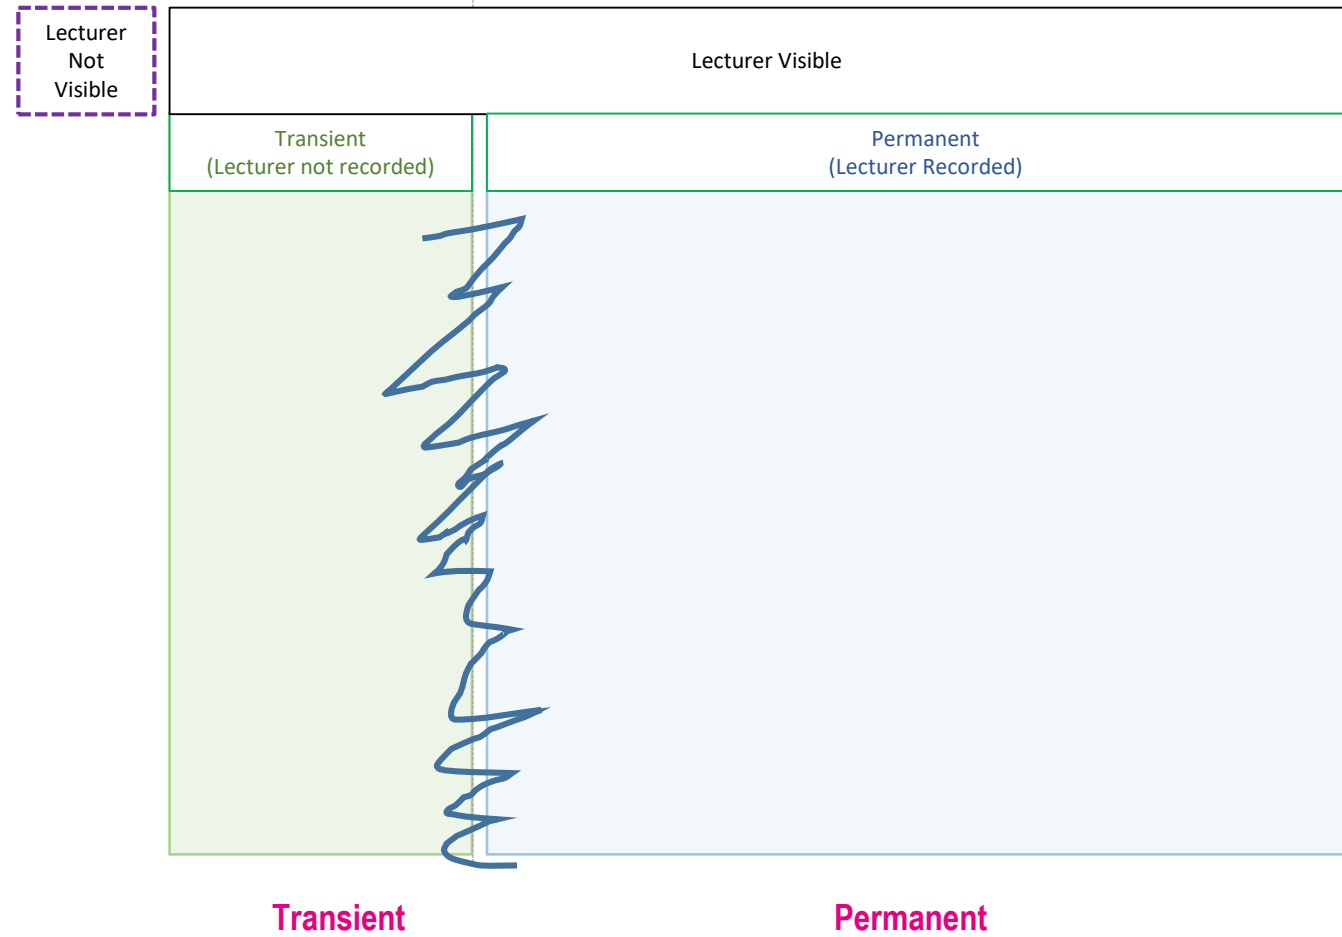 Lecturer
Not
Visible
Lecturer Visible
Transient
(Lecturer not recorded)
Permanent
(Lecturer Recorded)
Transient
Permanent